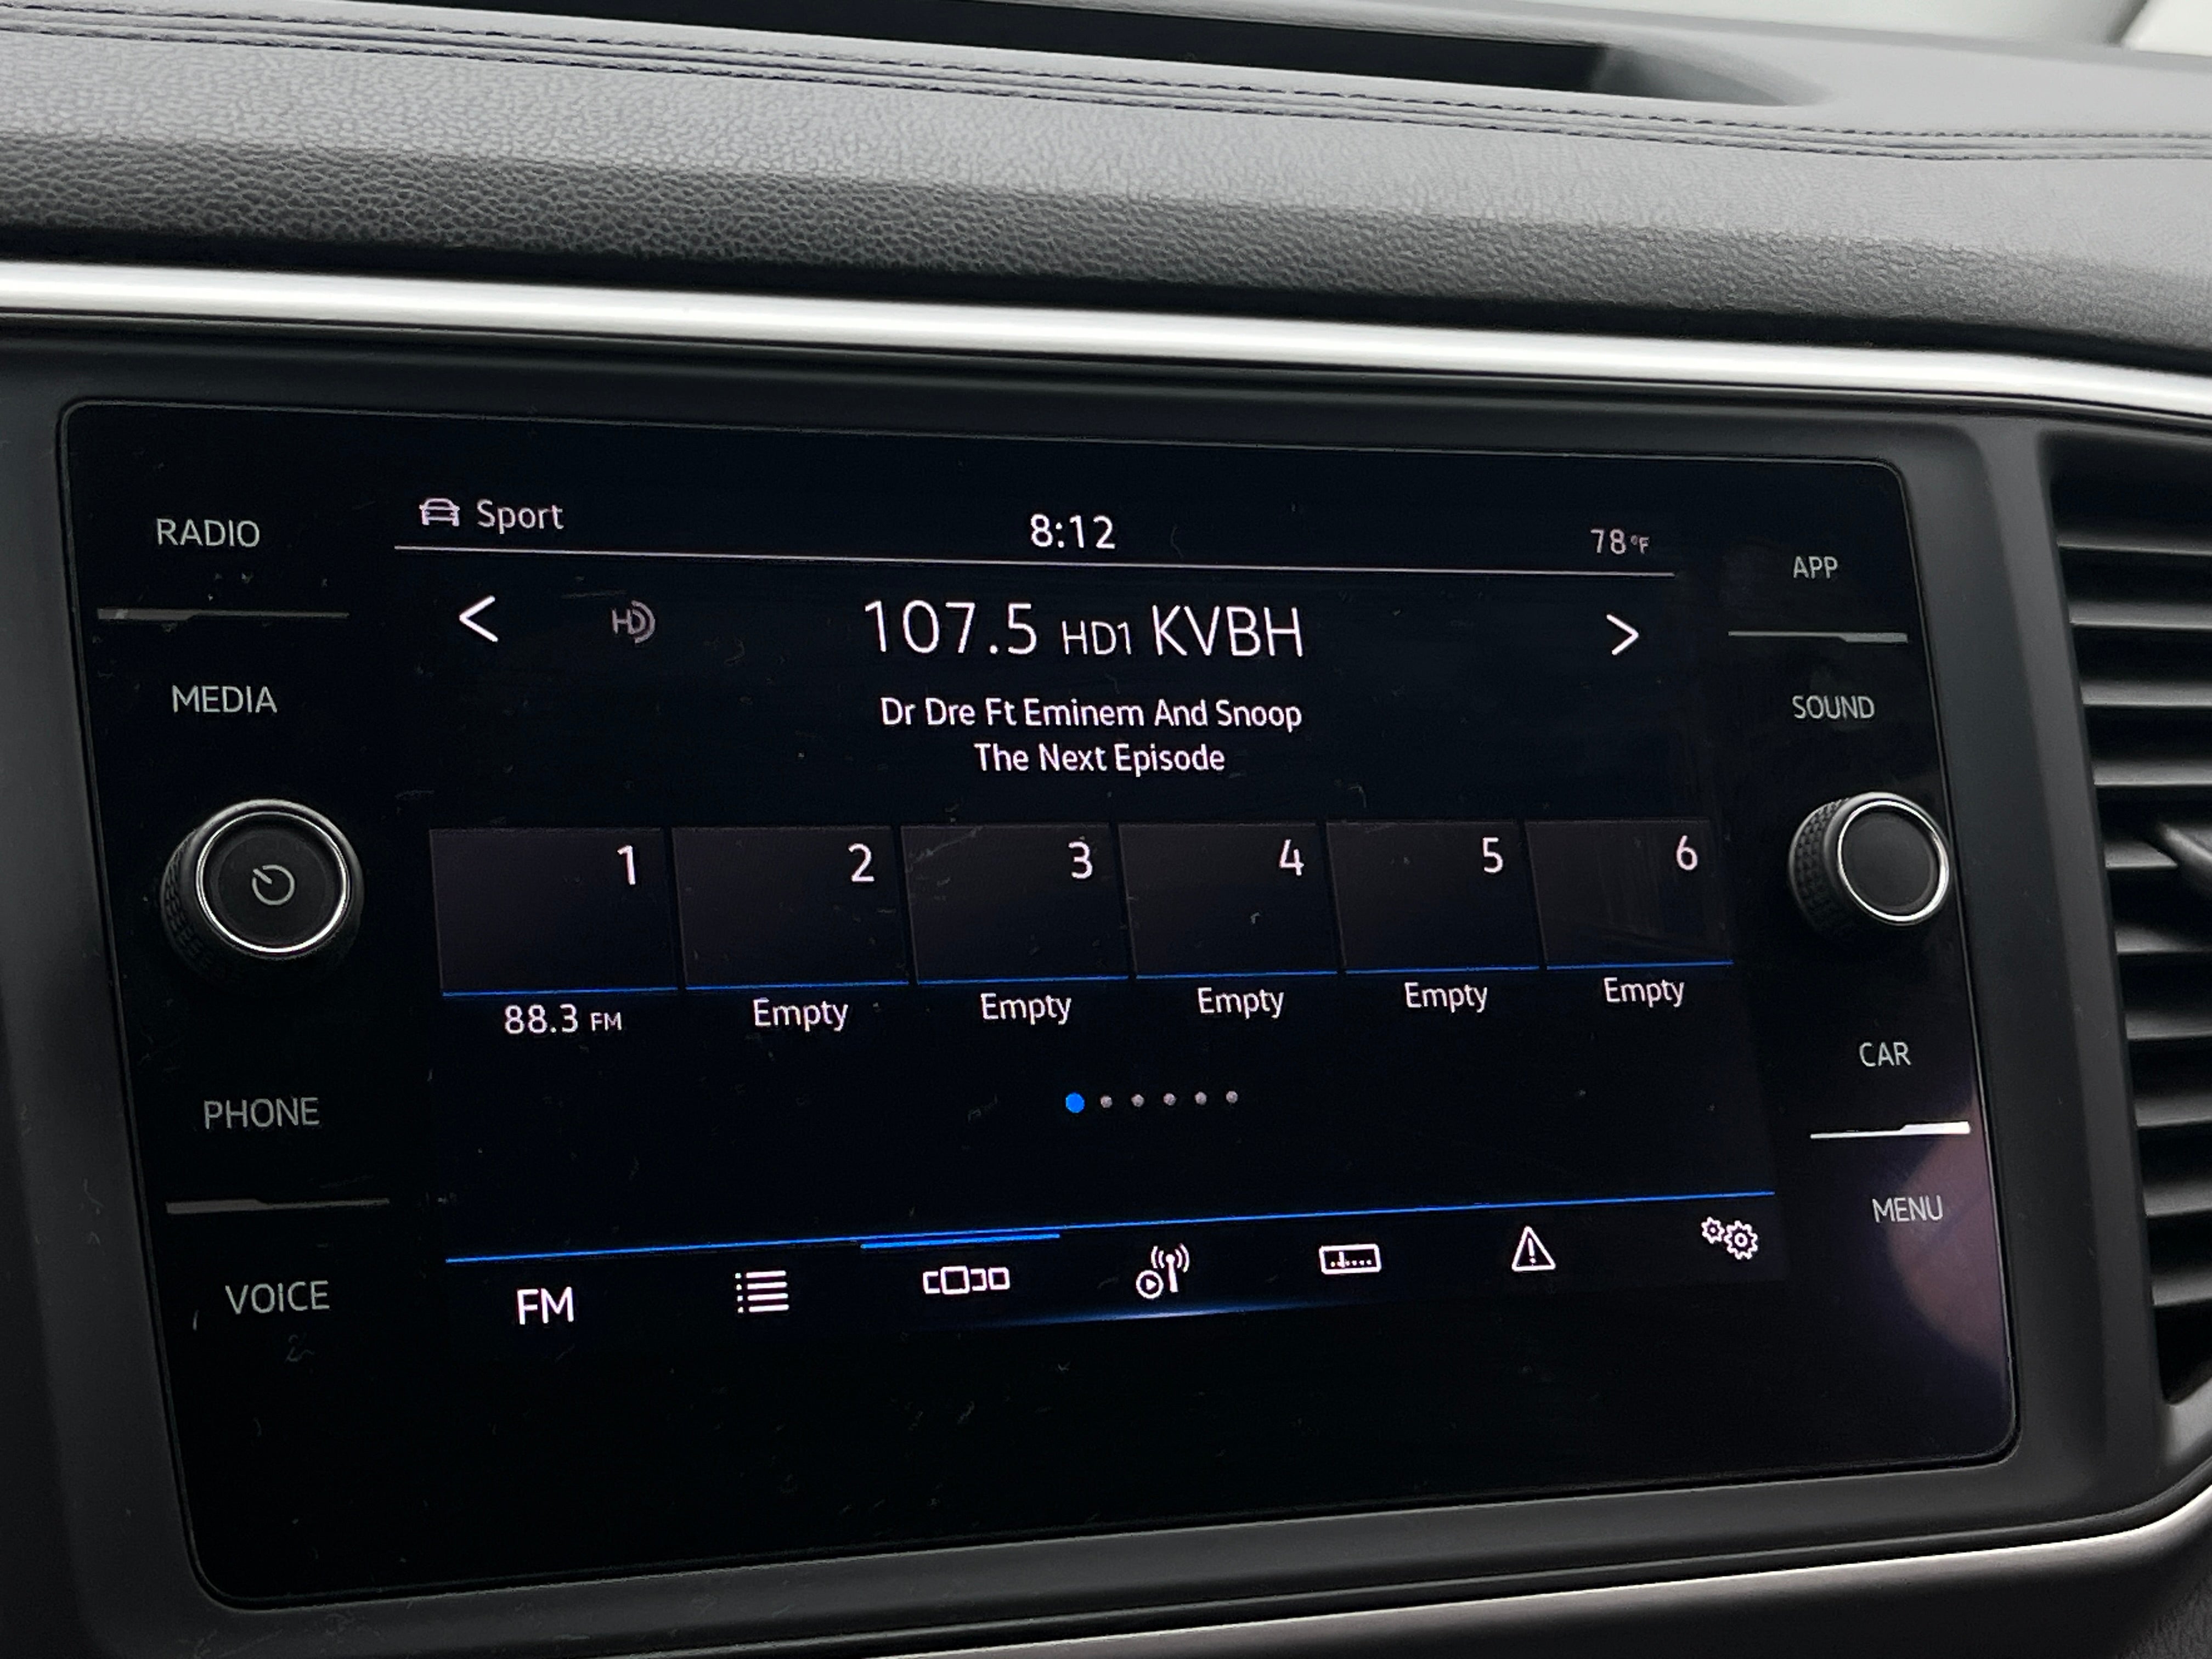 RADIO
MEDIA
PHONE
VOICE
Sport
8:12
78°F
HD
107.5 HD1 KVBH
Dr Dre Ft Eminem And Snoop
The Next Episode
1 2 3 4 5 6
88.3 FM Empty Empty Empty Empty Empty
FM
APP
SOUND
CAR
MENU